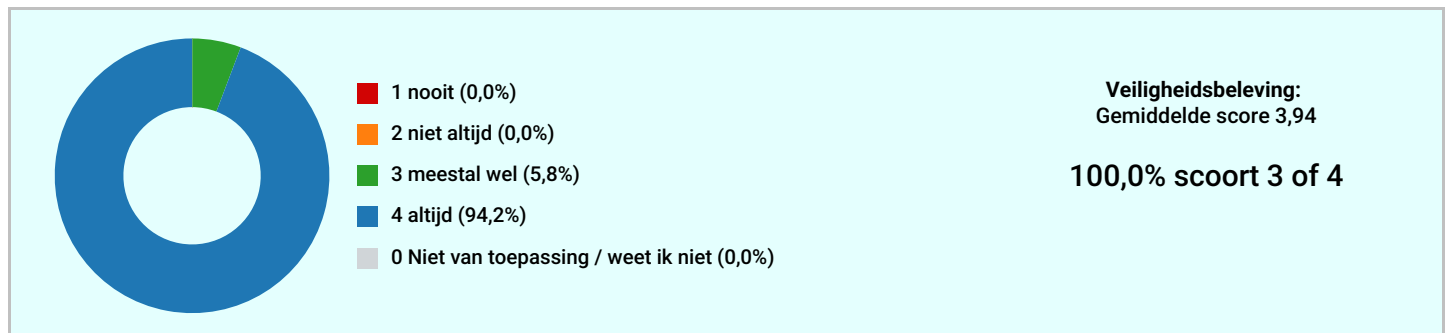 1 nooit (0,0%)
2 niet altijd (0,0%)
3 meestal wel (5,8%)
4 altijd (94,2%)
0 Niet van toepassing / weet ik niet (0,0%)
Veiligheidsbeleving:
Gemiddelde score 3,94
100,0% scoort 3 of 4